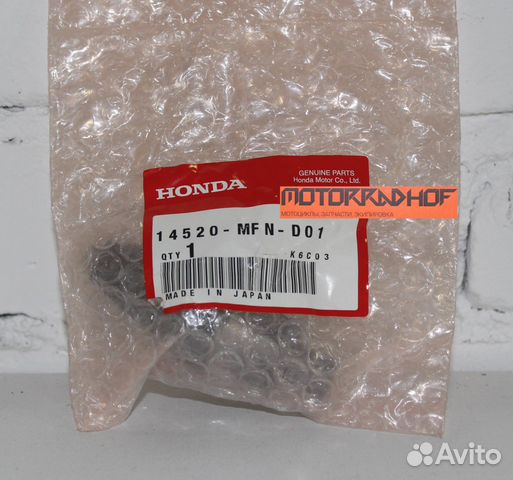 GENUINE PARTS
Honda Motor Co., Ltd.
HONDA
MOTORRADHOF
МОТОЦИКЛЫ, ЗАПЧАСТИ, ЭКИПИРОВКА
14520-MFN-D01
QTY 1 K6C03
MADE IN JAPAN
Avito